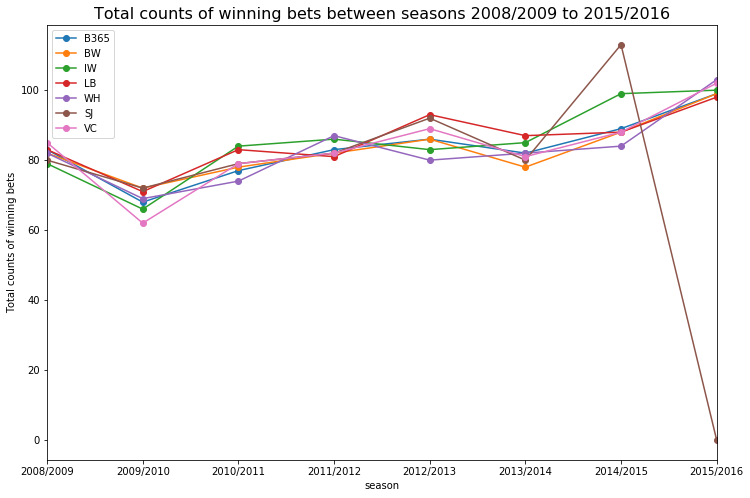 Total counts of winning bets between seasons 2008/2009 to 2015/2016
B365
BW
IW
LB
WH
SJ
VC
Total counts of winning bets
100
80
60
40
20
0
2008/2009 2009/2010 2010/2011 2011/2012 2012/2013 2013/2014 2014/2015 2015/2016
season